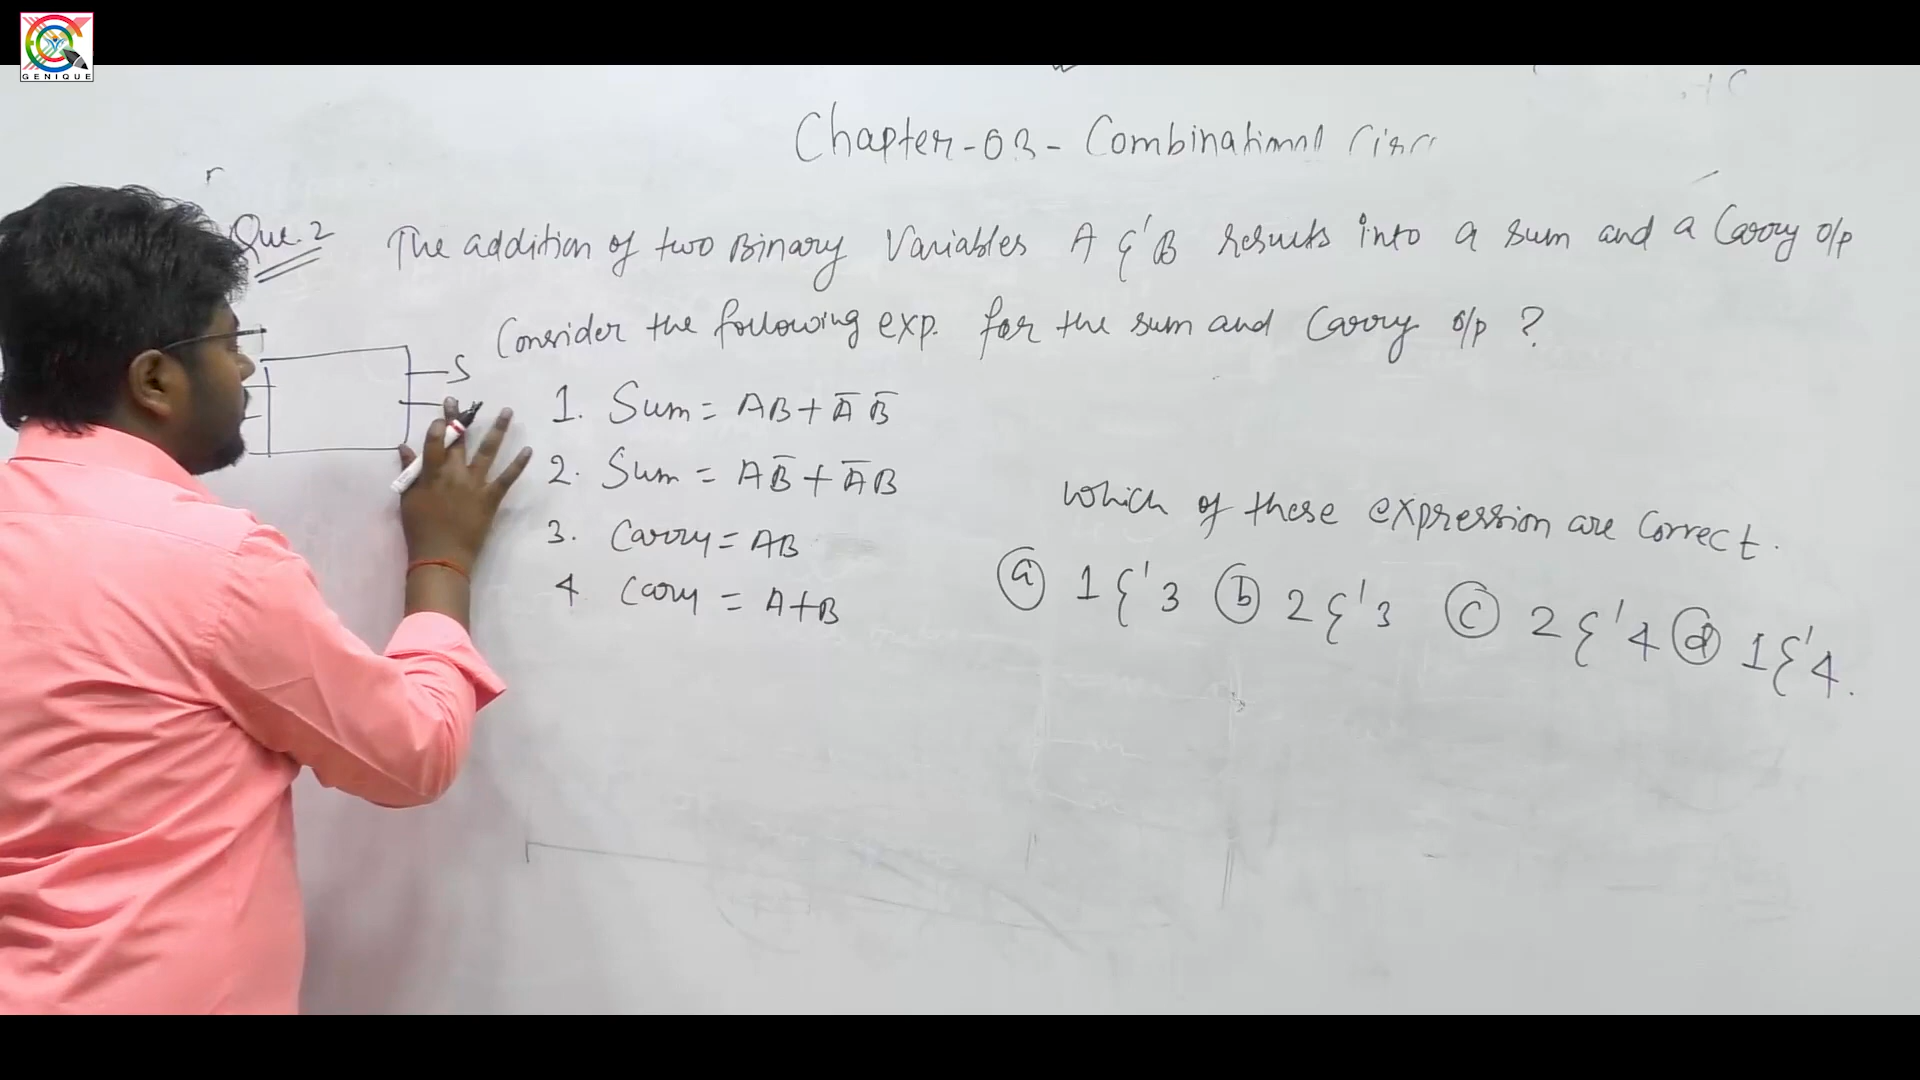 GENIQUE
Chapter-03- Combinational Circ
Que. 2 The addition of two Binary Variables A & B results into a sum and a Carry o/p
Consider the following exp. for the sum and Carry o/p ?
S
1. Sum = AB + A̅ B̅
2. Sum = AB̅ + A̅B
3. Carry = AB
4. Carry = A+B
which of these expression are correct.
(a) 1 & 3 (b) 2 & 3 (c) 2 & 4 (d) 1 & 4.